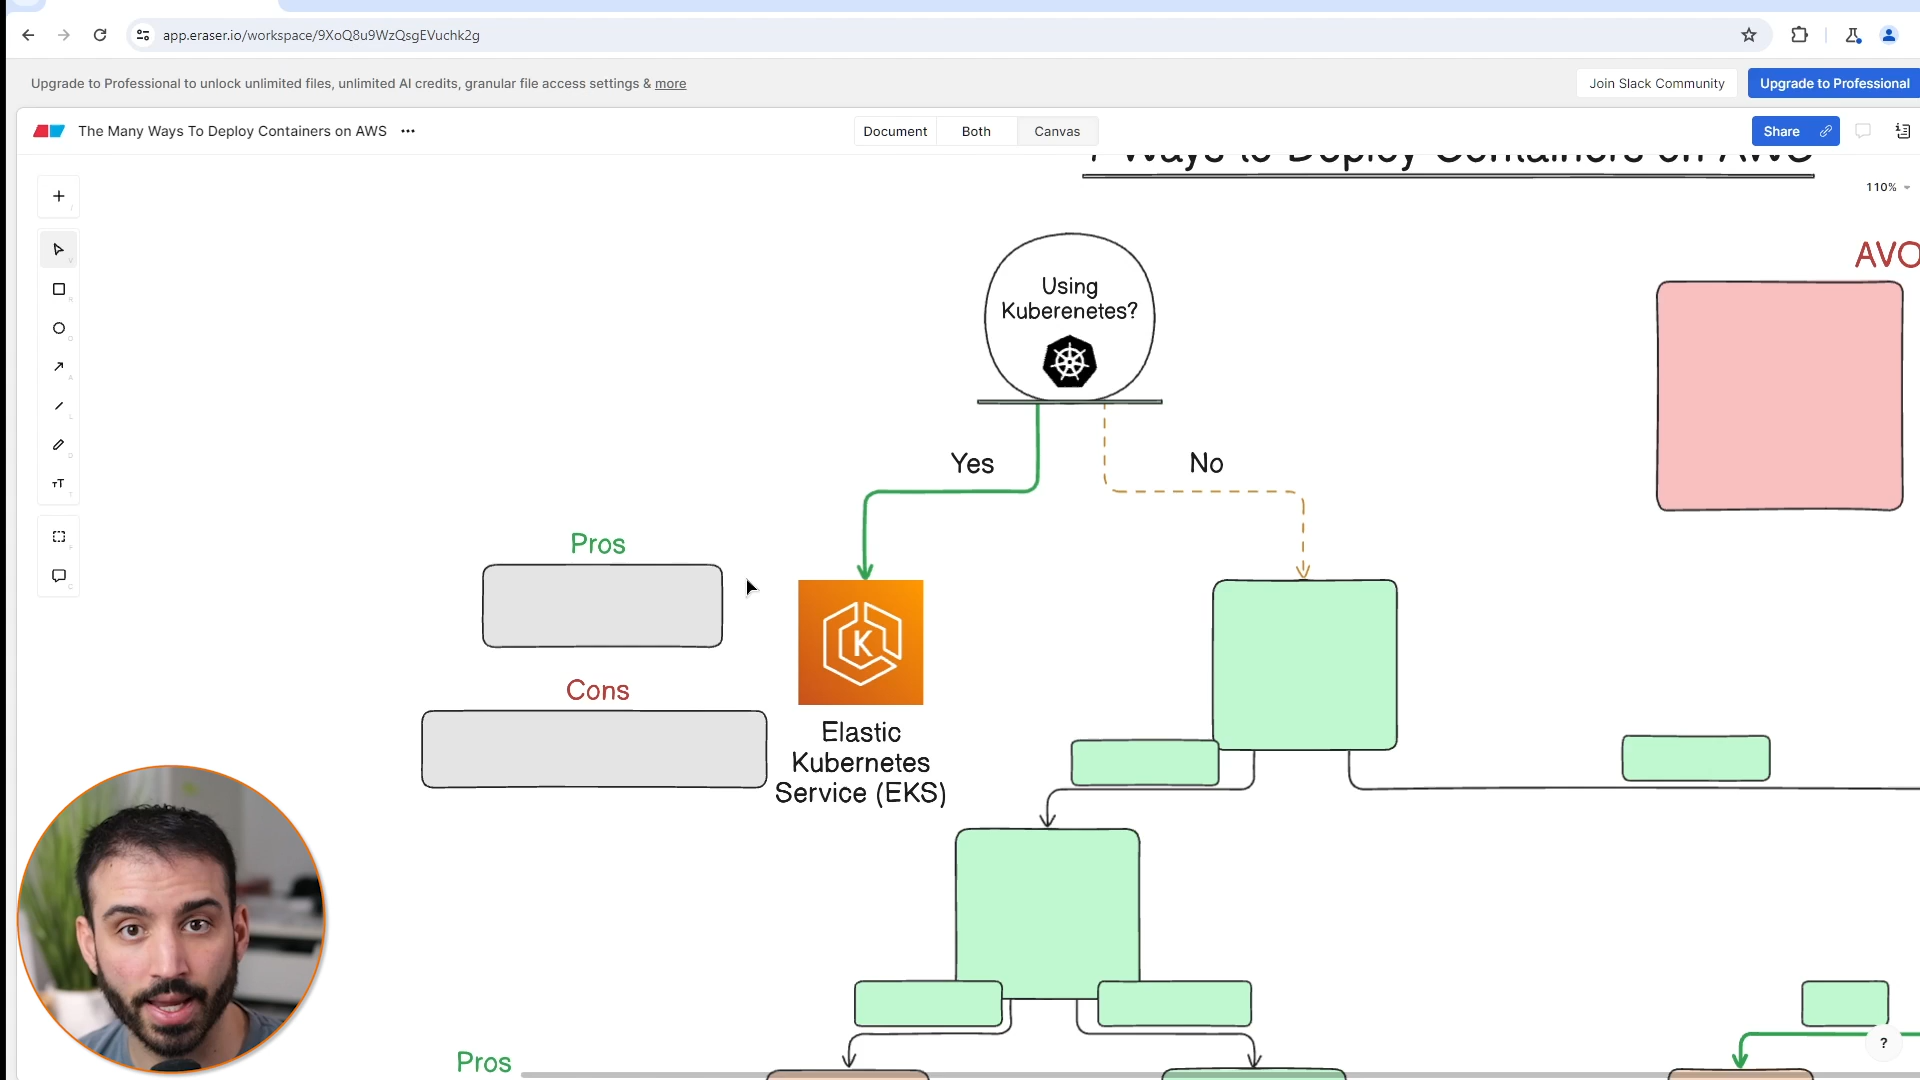 app.eraser.io/workspace/9XoQ8u9WzQsgEVuchk2g
Upgrade to Professional to unlock unlimited files, unlimited AI credits, granular file access settings & more
Join Slack Community
Upgrade to Professional
The Many Ways To Deploy Containers on AWS
Document
Both
Canvas
Share
Ways to Deploy Containers on AWS
110%
AVO
Using
Kuberenetes?
Yes
No
Pros
K
Cons
Elastic
Kubernetes
Service (EKS)
Pros
?